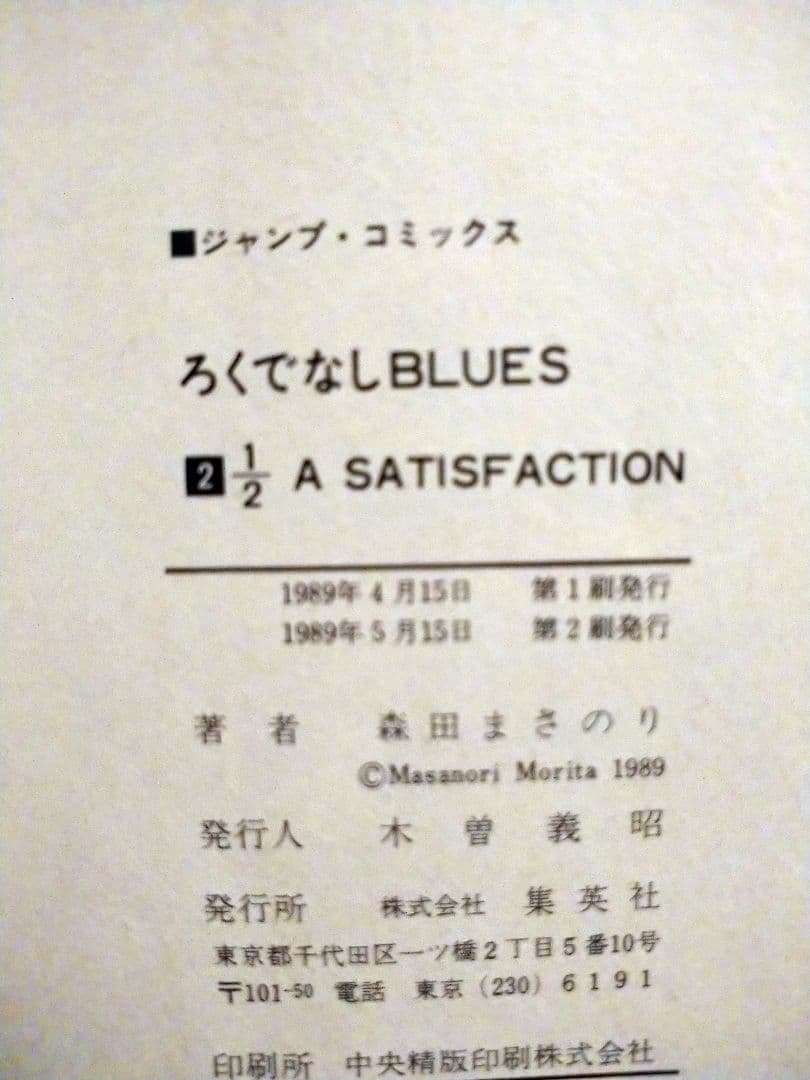 ■ジャンプ・コミックス
ろくでなしBLUES
2 1/2 A SATISFACTION
1989年4月15日 第1刷発行
1989年5月15日 第2刷発行
著者 森田まさのり
©Masanori Morita 1989
発行人 木曽義昭
発行所 株式会社 集英社
東京都千代田区一ツ橋2丁目5番10号
〒101-50 電話 東京(230)6191
印刷所 中央精版印刷株式会社